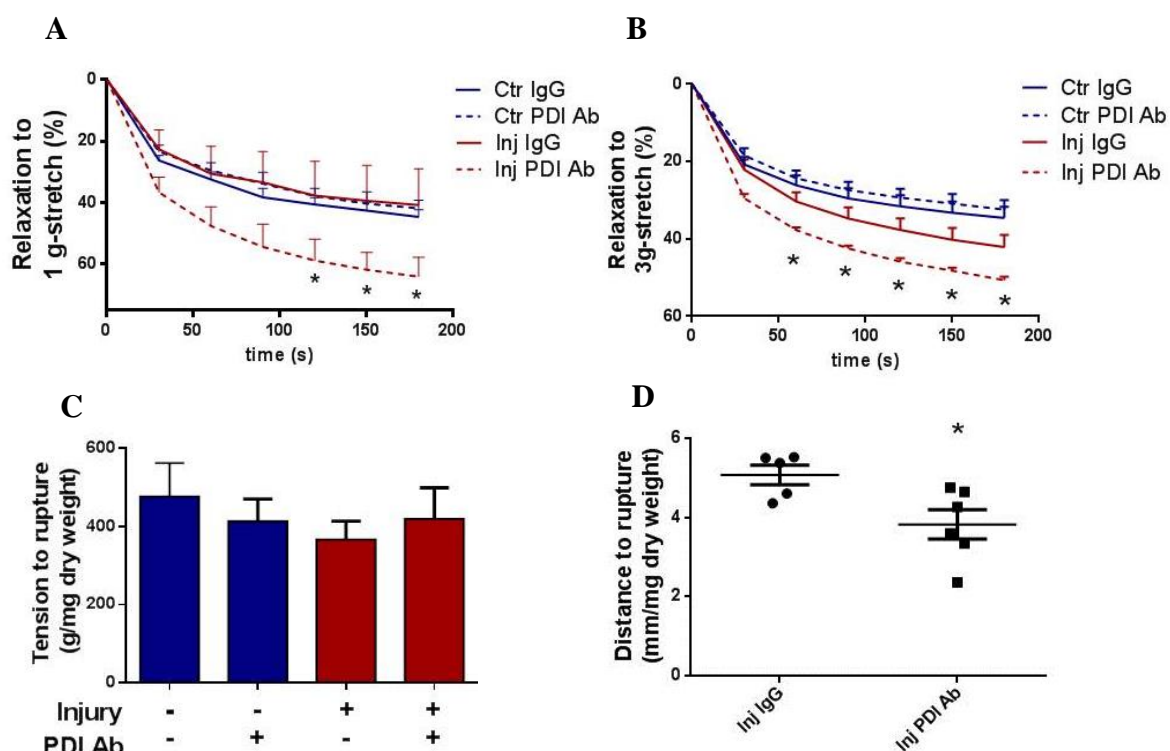 A
0
20
40
60
Relaxation to
1 g-stretch (%)
0 50 100 150 200
time (s)
* * *
Ctr IgG
Ctr PDI Ab
Inj IgG
Inj PDI Ab
B
0
20
40
60
Relaxation to
3g-stretch (%)
0 50 100 150 200
time (s)
* * * * *
Ctr IgG
Ctr PDI Ab
Inj IgG
Inj PDI Ab
C
600
400
200
0
Tension to rupture
(g/mg dry weight)
Injury - - + +
PDI Ab - + - +
D
*
6
4
2
0
Distance to rupture
(mm/mg dry weight)
Inj IgG
Inj PDI Ab